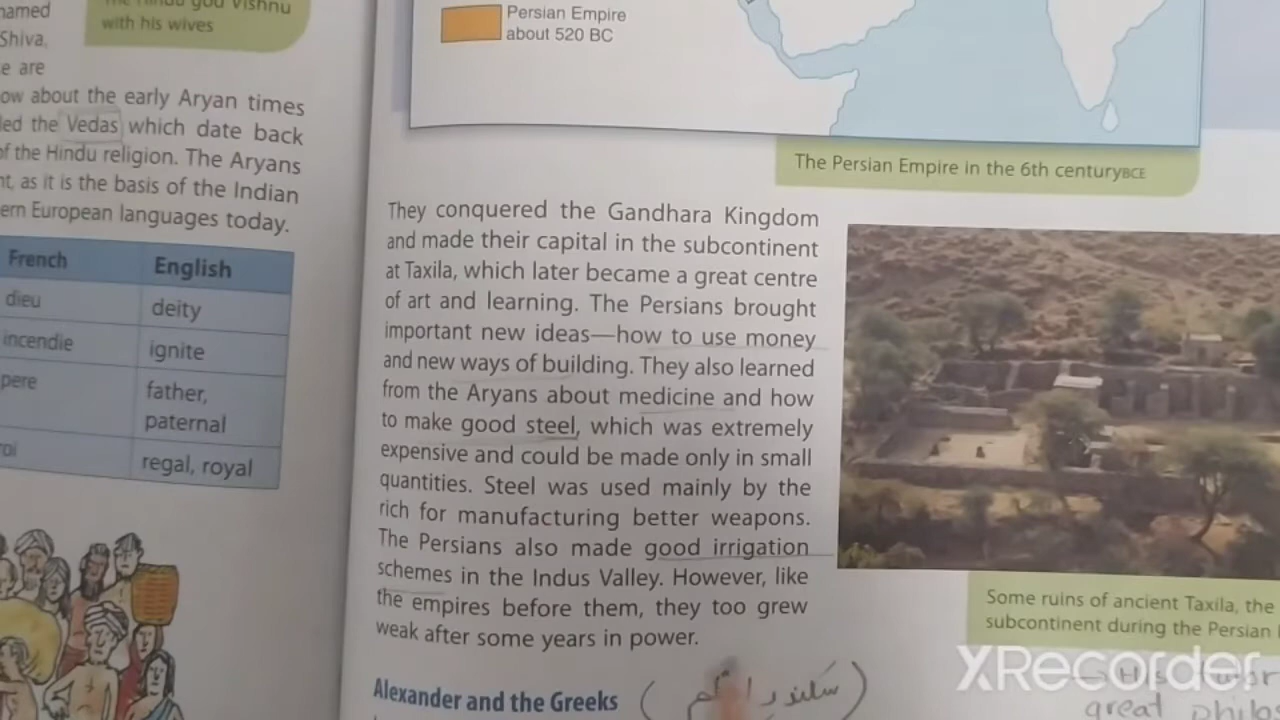 named
Shiva,
e are
ow about the early Aryan times
led the Vedas which date back
of the Hindu religion. The Aryans
nt, as it is the basis of the Indian
ern European languages today.
The Hindu god Vishnu
with his wives
French English
dieu deity
incendie ignite
pere father,
paternal
roi regal, royal
Persian Empire
about 520 BC
The Persian Empire in the 6th centuryBCE
They conquered the Gandhara Kingdom
and made their capital in the subcontinent
at Taxila, which later became a great centre
of art and learning. The Persians brought
important new ideas—how to use money
and new ways of building. They also learned
from the Aryans about medicine and how
to make good steel, which was extremely
expensive and could be made only in small
quantities. Steel was used mainly by the
rich for manufacturing better weapons.
The Persians also made good irrigation
schemes in the Indus Valley. However, like
the empires before them, they too grew
weak after some years in power.
Some ruins of ancient Taxila, the
subcontinent during the Persian
Alexander and the Greeks
great
XRecorder